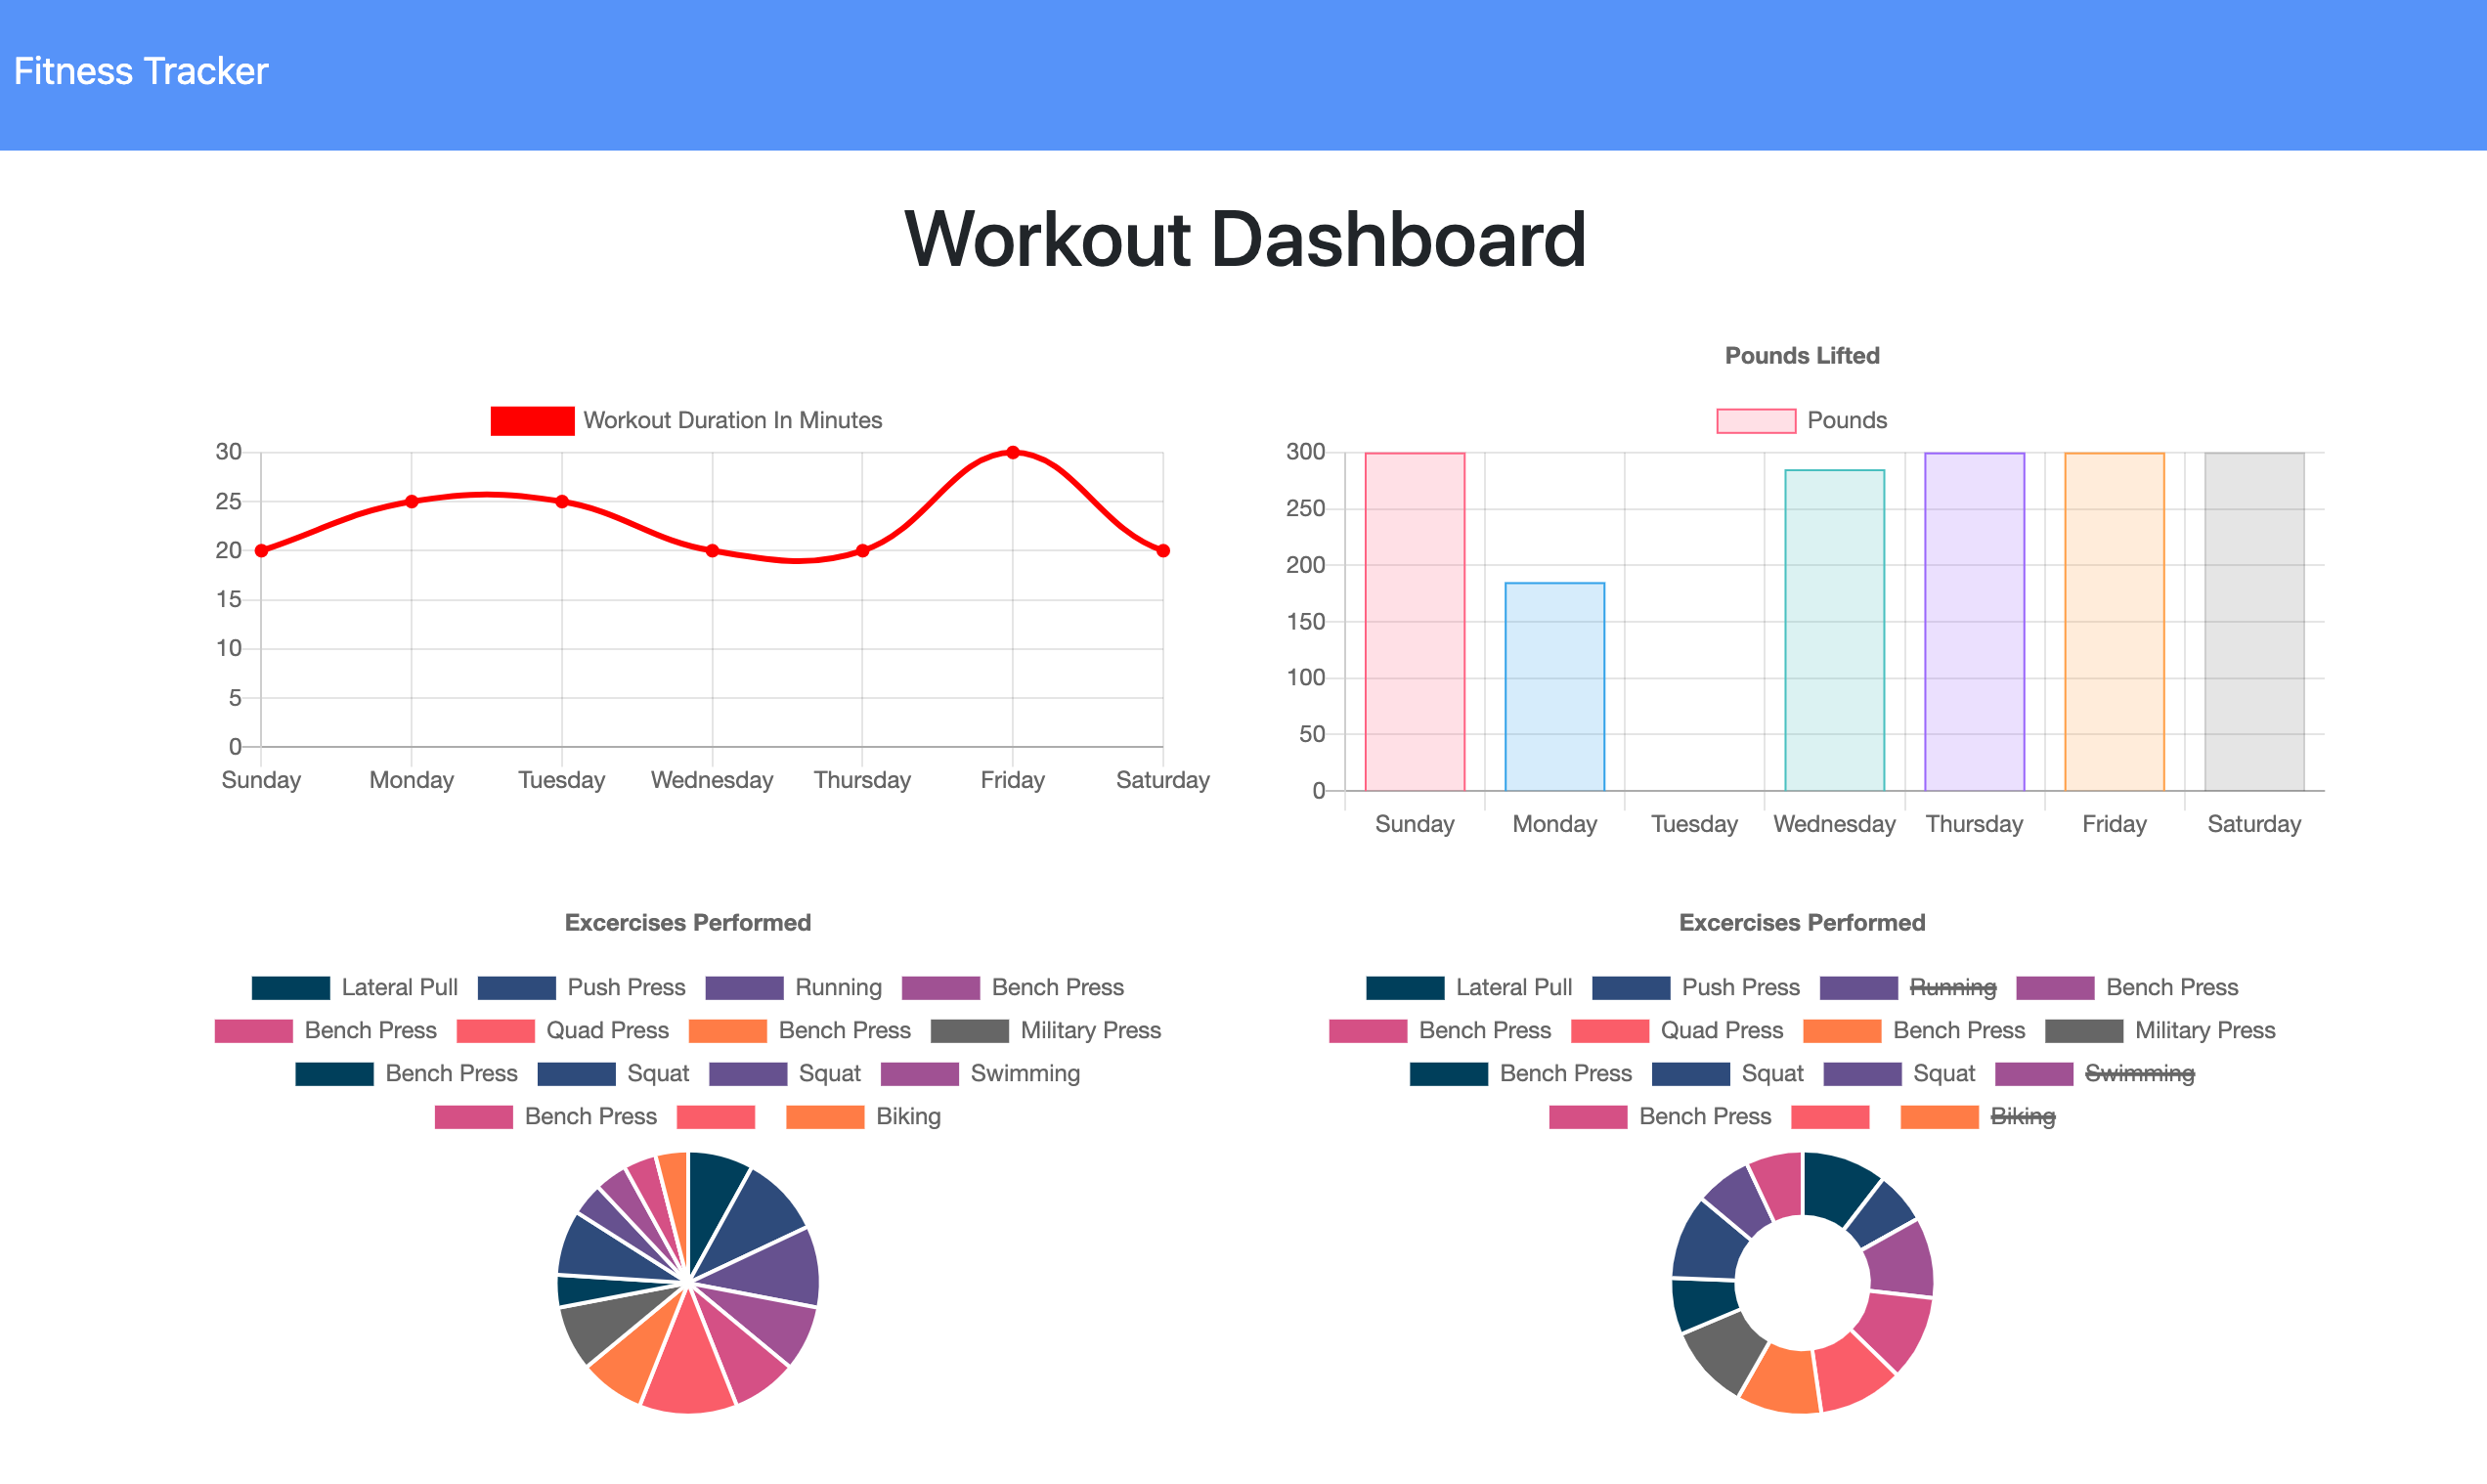 Fitness Tracker
Workout Dashboard
Workout Duration In Minutes
30
25
20
15
10
5
0
Sunday Monday Tuesday Wednesday Thursday Friday Saturday
Pounds Lifted
Pounds
300
250
200
150
100
50
0
Sunday Monday Tuesday Wednesday Thursday Friday Saturday
Excercises Performed
Lateral Pull Push Press Running Bench Press
Bench Press Quad Press Bench Press Military Press
Bench Press Squat Squat Swimming
Bench Press Biking
Excercises Performed
Lateral Pull Push Press Running Bench Press
Bench Press Quad Press Bench Press Military Press
Bench Press Squat Squat Swimming
Bench Press Biking